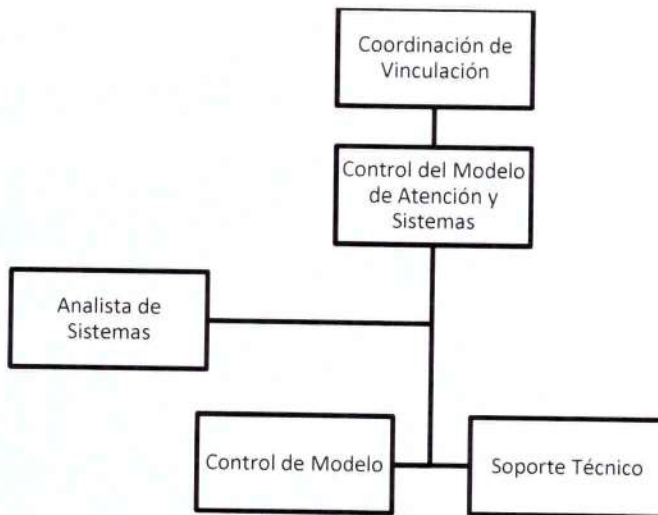 Coordinación de
Vinculación
Control del Modelo
de Atención y
Sistemas
Analista de
Sistemas
Control de Modelo
Soporte Técnico